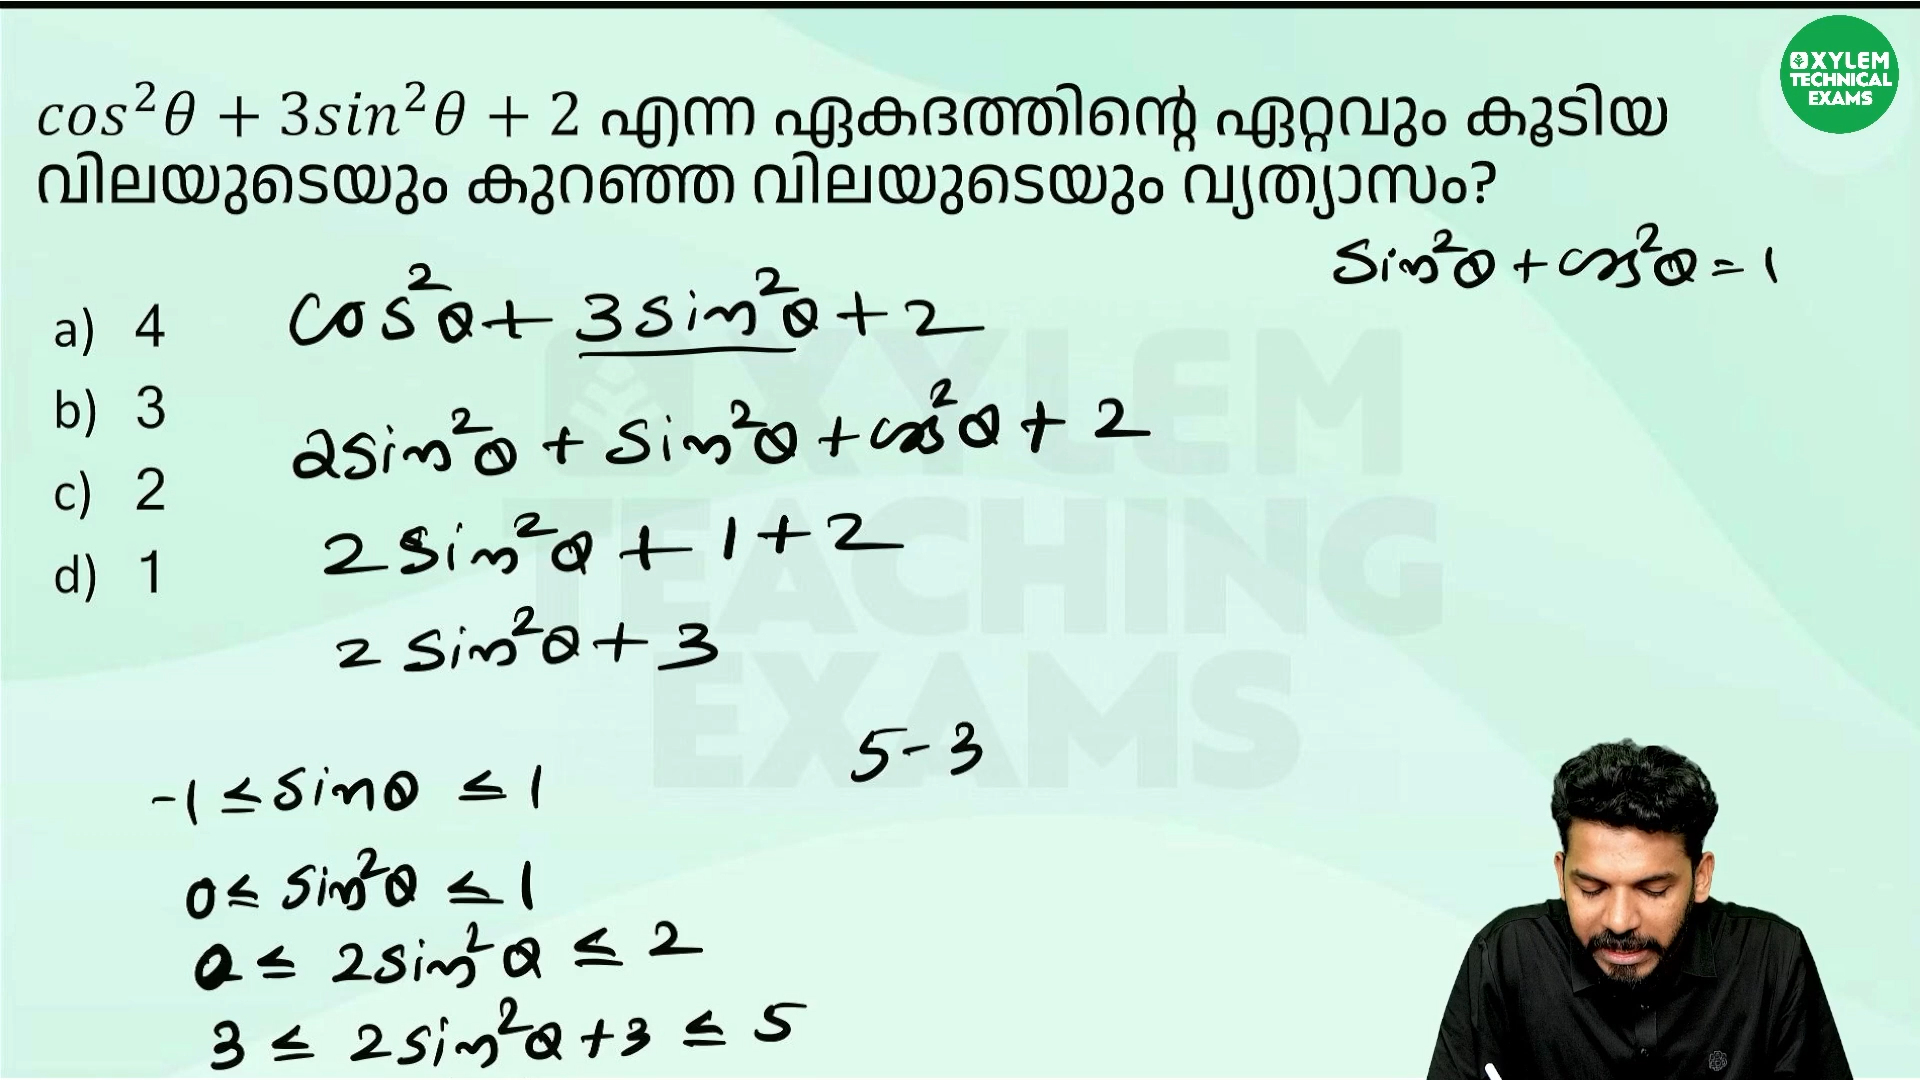 XYLEM
TECHNICAL
EXAMS
cos²θ + 3sin²θ + 2 എന്ന ഏകദത്തിന്റെ ഏറ്റവും കൂടിയ
വിലയുടെയും കുറഞ്ഞ വിലയുടെയും വ്യത്യാസം?
sin²θ + cos²θ = 1
a) 4
b) 3
c) 2
d) 1
cos²θ + 3sin²θ + 2
2sin²θ + sin²θ + cos²θ + 2
2sin²θ + 1 + 2
2sin²θ + 3
5 - 3
-1 ≤ sinθ ≤ 1
0 ≤ sin²θ ≤ 1
0 ≤ 2sin²θ ≤ 2
3 ≤ 2sin²θ + 3 ≤ 5
XYLEM
TEACHING
EXAMS